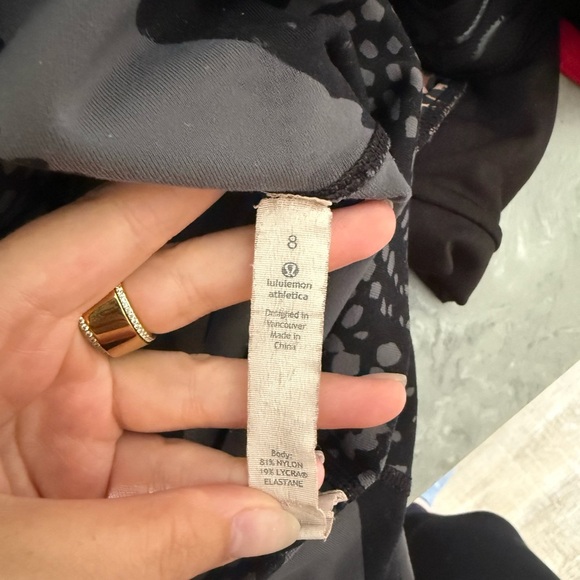 8
lululemon
athletica
Designed in
Vancouver
Made in
China
Body:
81% NYLON
19% LYCRA®
ELASTANE